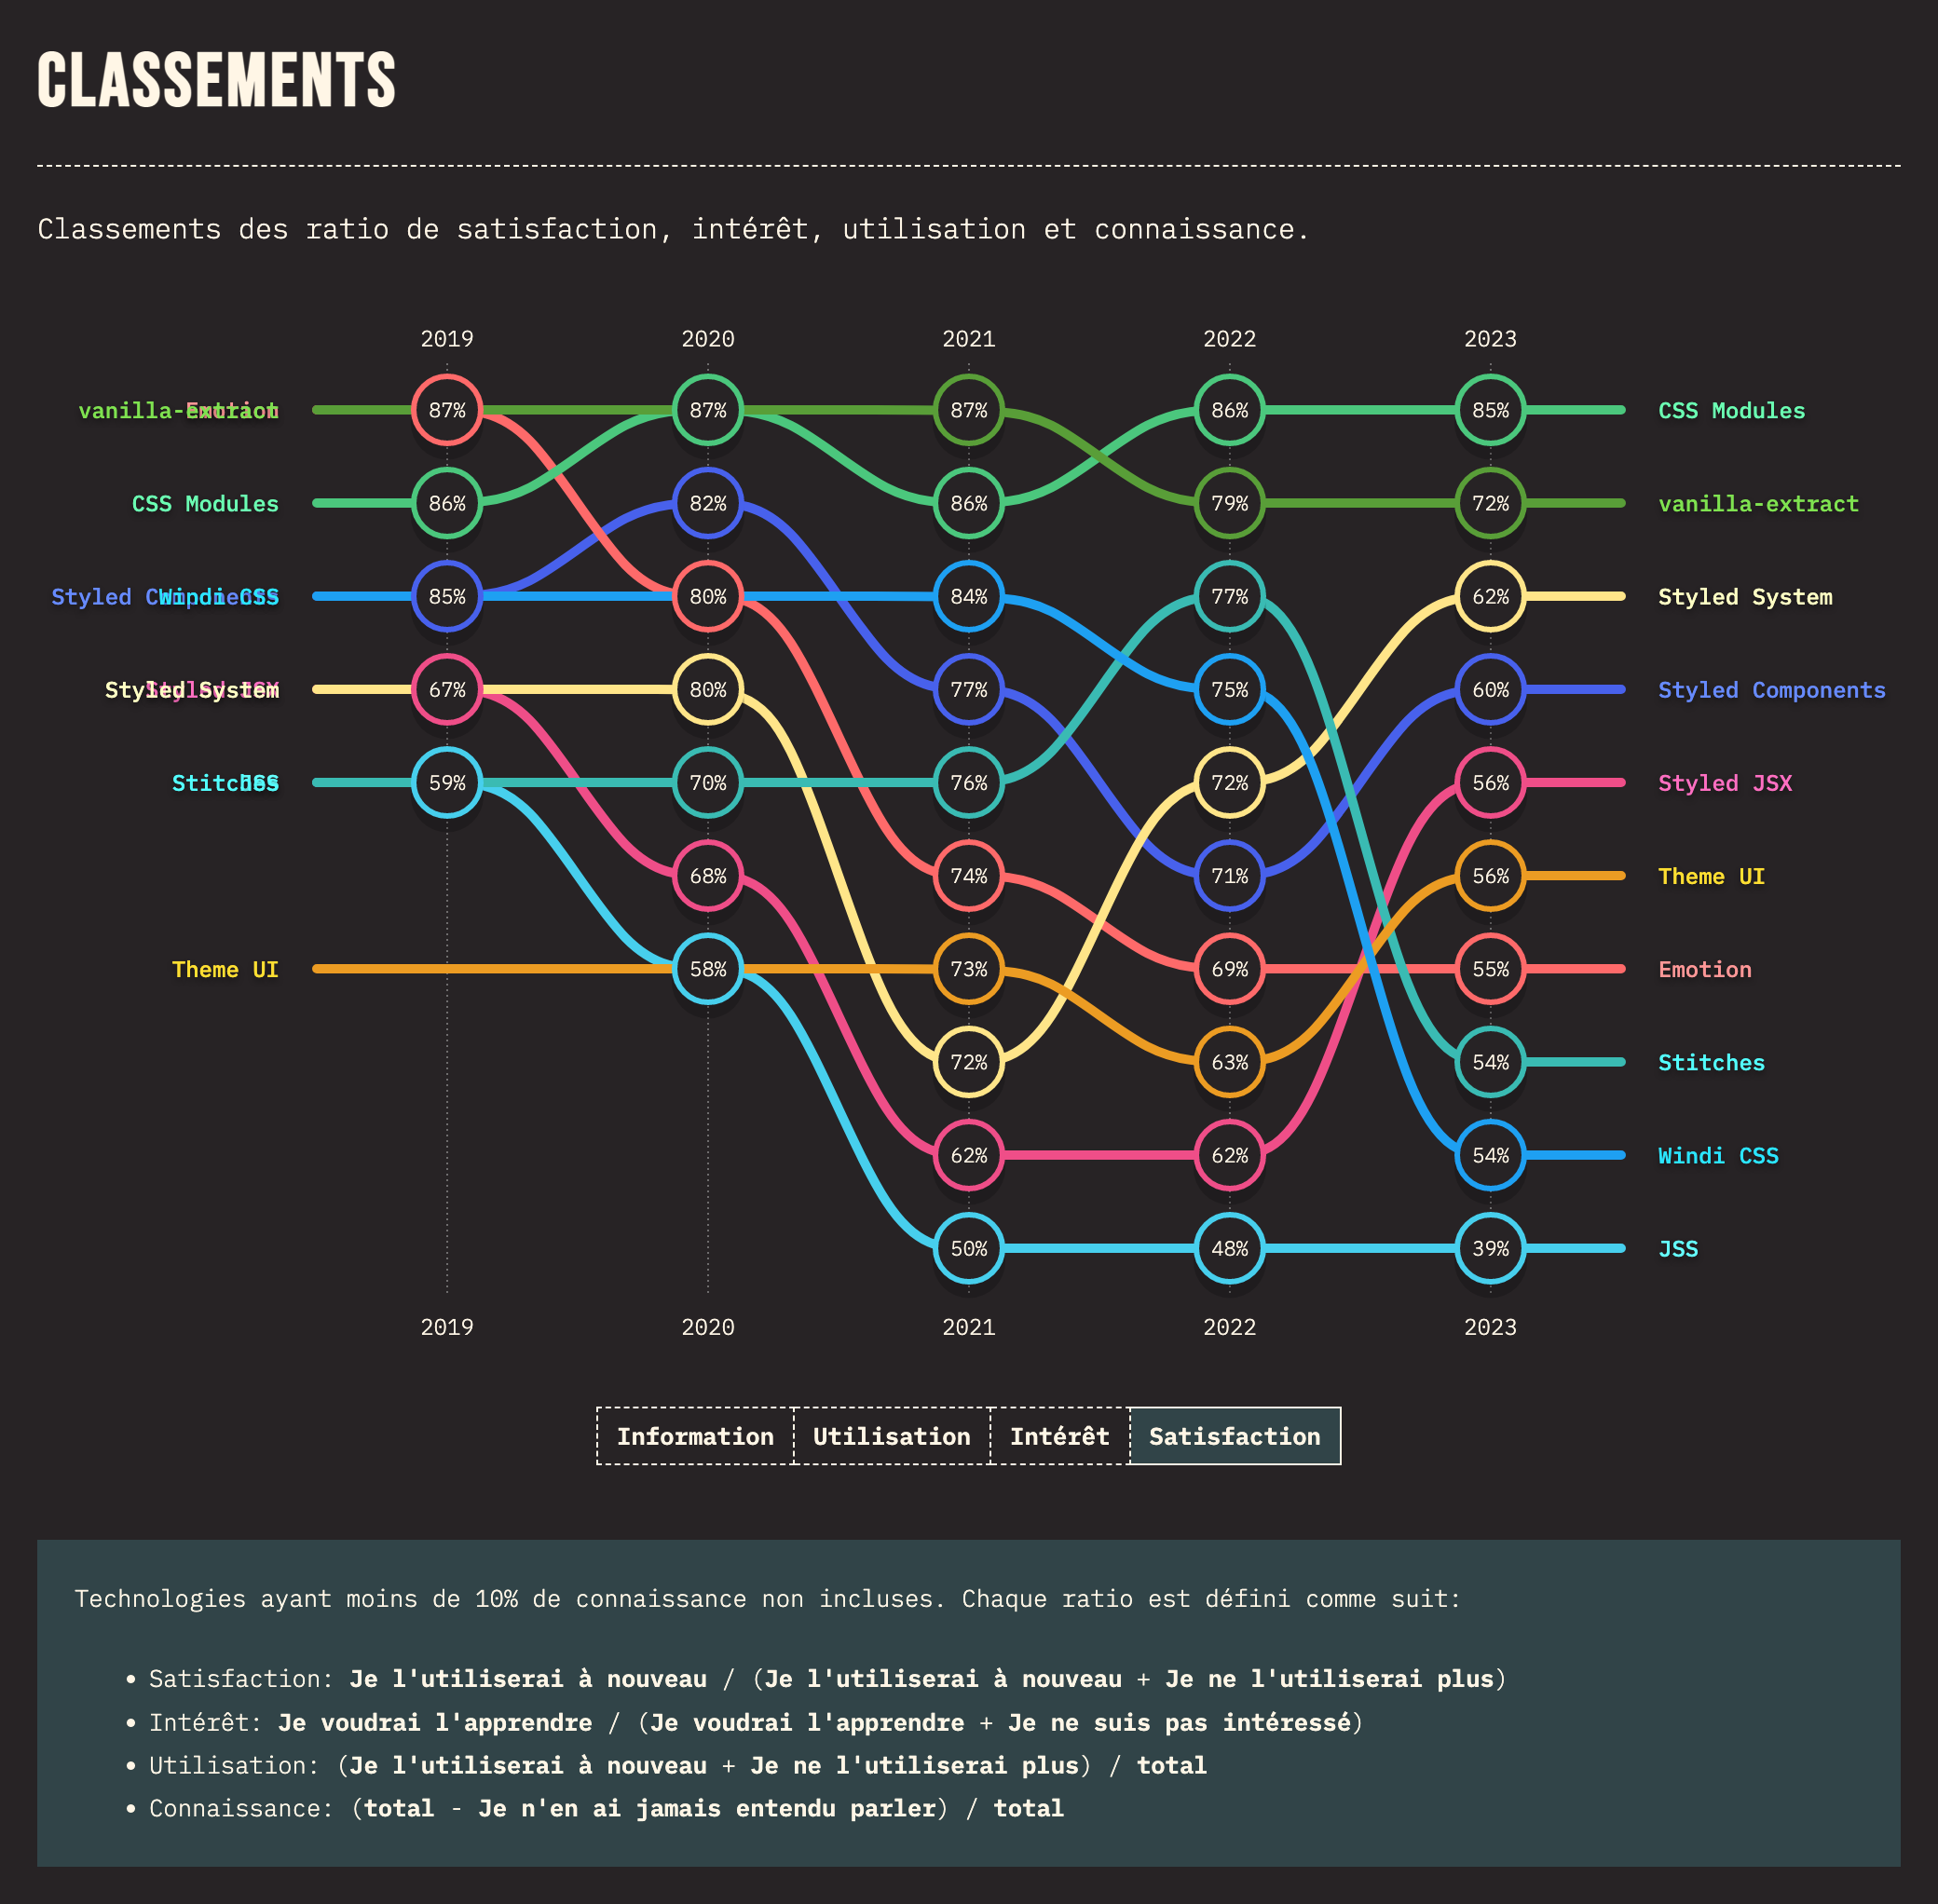 CLASSEMENTS
Classements des ratio de satisfaction, intérêt, utilisation et connaissance.
2019 2020 2021 2022 2023
vanilla-extract Emotion 87% 87% 87% 86% 85% CSS Modules
CSS Modules 86% 82% 86% 79% 72% vanilla-extract
Styled Components Windi CSS 85% 80% 84% 77% 62% Styled System
Styled System Styled JSX 67% 80% 77% 75% 60% Styled Components
Stitches JSS 59% 70% 76% 72% 56% Styled JSX
68% 74% 71% 56% Theme UI
Theme UI 58% 73% 69% 55% Emotion
72% 63% 54% Stitches
62% 62% 54% Windi CSS
50% 48% 39% JSS
2019 2020 2021 2022 2023
Information Utilisation Intérêt Satisfaction
Technologies ayant moins de 10% de connaissance non incluses. Chaque ratio est défini comme suit:
• Satisfaction: Je l'utiliserai à nouveau / (Je l'utiliserai à nouveau + Je ne l'utiliserai plus)
• Intérêt: Je voudrai l'apprendre / (Je voudrai l'apprendre + Je ne suis pas intéressé)
• Utilisation: (Je l'utiliserai à nouveau + Je ne l'utiliserai plus) / total
• Connaissance: (total - Je n'en ai jamais entendu parler) / total